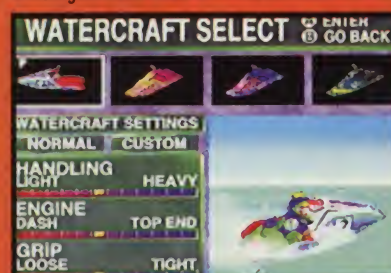 WATERCRAFT SELECT
A ENTER
B GO BACK
WATERCRAFT SETTINGS
NORMAL CUSTOM
HANDLING
LIGHT HEAVY
ENGINE
DASH TOP END
GRIP
LOOSE TIGHT